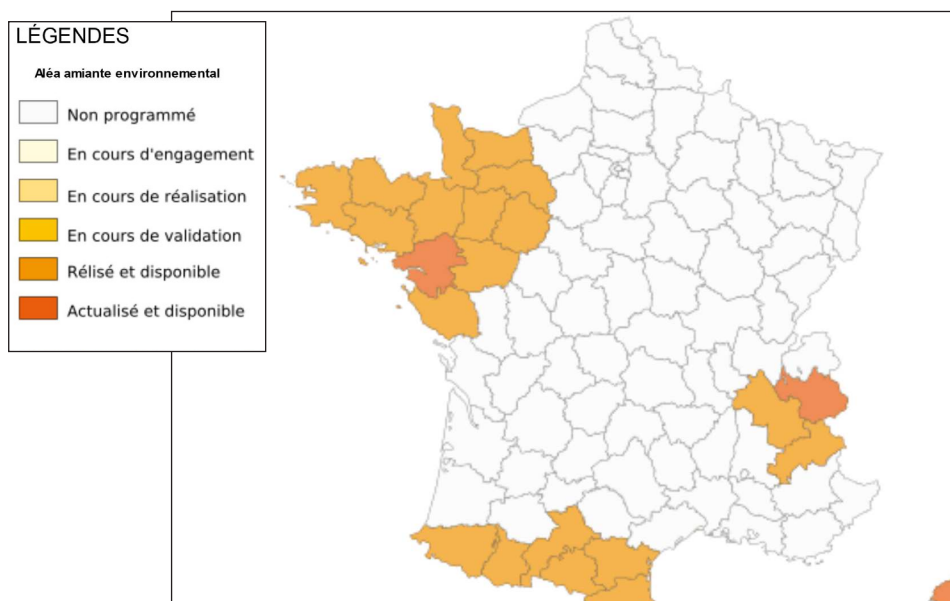 LÉGENDES
Aléa amiante environnemental
Non programmé
En cours d'engagement
En cours de réalisation
En cours de validation
Rélisé et disponible
Actualisé et disponible